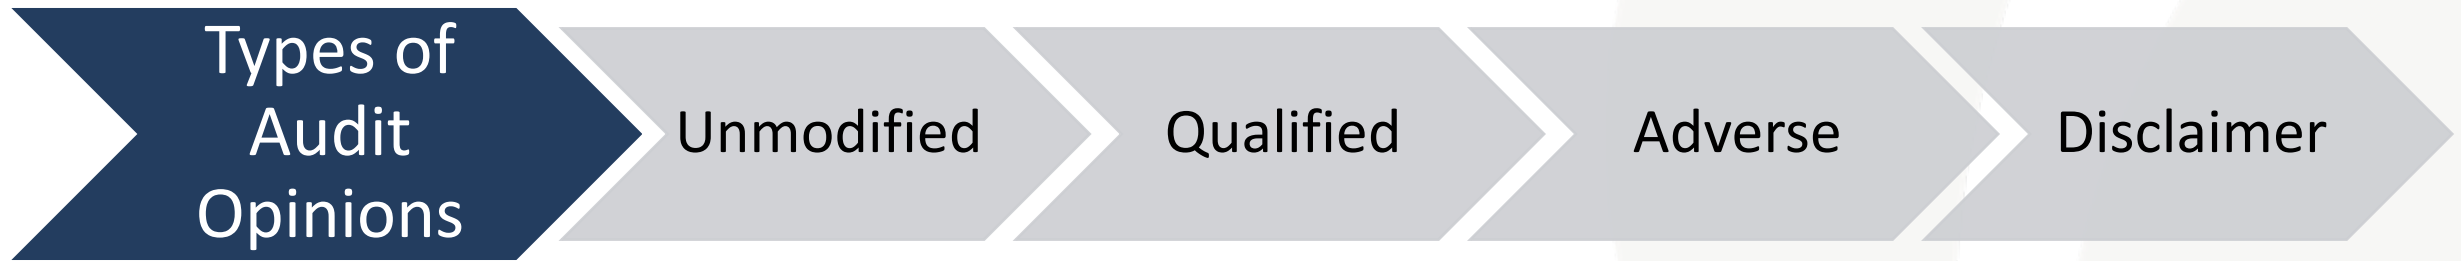 Types of
Audit
Opinions
Unmodified
Qualified
Adverse
Disclaimer